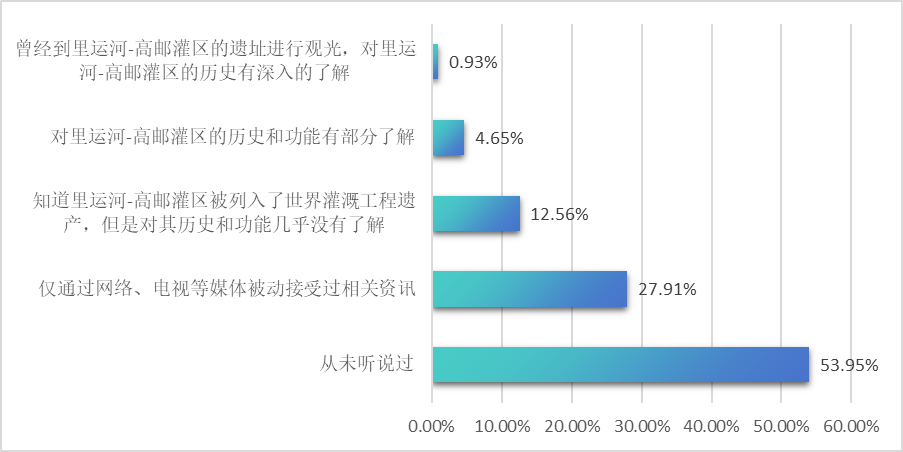 曾经到里运河-高邮灌区的遗址进行观光，对里运
河-高邮灌区的历史有深入的了解
0.93%
对里运河-高邮灌区的历史和功能有部分了解
4.65%
知道里运河-高邮灌区被列入了世界灌溉工程遗
产，但是对其历史和功能几乎没有了解
12.56%
仅通过网络、电视等媒体被动接受过相关资讯
27.91%
从未听说过
53.95%
0.00% 10.00% 20.00% 30.00% 40.00% 50.00% 60.00%